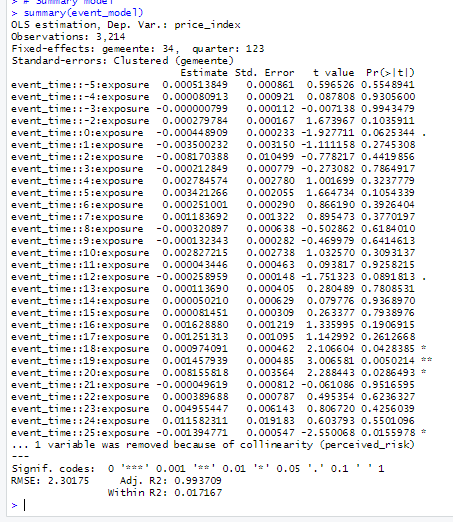 > # Summary model
> summary(event_model)
OLS estimation, Dep. Var.: price_index
Observations: 3,214
Fixed-effects: gemeente: 34,  quarter: 123
Standard-errors: Clustered (gemeente)
Estimate Std. Error t value Pr(>|t|)
event_time::-5:exposure 0.000513849 0.000861 0.596526 0.5548941
event_time::-4:exposure 0.000080913 0.000921 0.087808 0.9305600
event_time::-3:exposure -0.000000799 0.000112 -0.007138 0.9943479
event_time::-2:exposure 0.000279784 0.000167 1.673967 0.1035911
event_time::0:exposure -0.000448909 0.000233 -1.927711 0.0625344 .
event_time::1:exposure -0.003500232 0.003150 -1.111158 0.2745308
event_time::2:exposure -0.008170388 0.010499 -0.778217 0.4419856
event_time::3:exposure -0.000212849 0.000779 -0.273082 0.7864917
event_time::4:exposure 0.002784574 0.002780 1.001699 0.3237779
event_time::5:exposure 0.003421266 0.002055 1.664734 0.1054339
event_time::6:exposure 0.000251001 0.000290 0.866190 0.3926404
event_time::7:exposure 0.001183692 0.001322 0.895473 0.3770197
event_time::8:exposure -0.000320897 0.000638 -0.502862 0.6184010
event_time::9:exposure -0.000132343 0.000282 -0.469979 0.6414613
event_time::10:exposure 0.002827215 0.002738 1.032570 0.3093137
event_time::11:exposure 0.000043446 0.000463 0.093817 0.9258215
event_time::12:exposure -0.000258959 0.000148 -1.751323 0.0891813 .
event_time::13:exposure 0.000113690 0.000405 0.280489 0.7808531
event_time::14:exposure 0.000050210 0.000629 0.079776 0.9368970
event_time::15:exposure 0.000081451 0.000309 0.263377 0.7938976
event_time::16:exposure 0.001628880 0.001219 1.335995 0.1906915
event_time::17:exposure 0.001251313 0.001095 1.142992 0.2612668
event_time::18:exposure 0.000974091 0.000462 2.106604 0.0428385 *
event_time::19:exposure 0.001457939 0.000485 3.006581 0.0050214 **
event_time::20:exposure 0.008155818 0.003564 2.288443 0.0286493 *
event_time::21:exposure -0.000049619 0.000812 -0.061086 0.9516595
event_time::22:exposure 0.000389688 0.000787 0.495354 0.6236327
event_time::23:exposure 0.004955447 0.006143 0.806720 0.4256039
event_time::24:exposure 0.011582311 0.019183 0.603793 0.5501096
event_time::25:exposure -0.001394771 0.000547 -2.550068 0.0155978 *
... 1 variable was removed because of collinearity (perceived_risk)
---
Signif. codes:  0 '***' 0.001 '**' 0.01 '*' 0.05 '.' 0.1 ' ' 1
RMSE: 2.30175 Adj. R2: 0.993709
Within R2: 0.017167
>